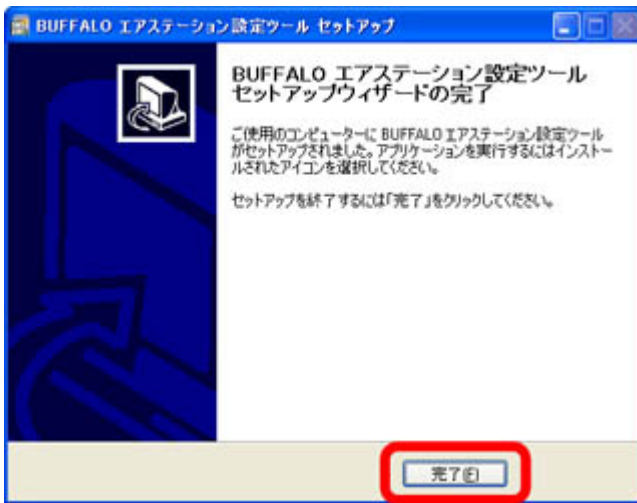 BUFFALO エアステーション設定ツール セットアップ
BUFFALO エアステーション設定ツール
セットアップウィザードの完了
ご使用のコンピューターに BUFFALO エアステーション設定ツール
がセットアップされました。アプリケーションを実行するにはインストー
ルされたアイコンを選択してください。
セットアップを終了するには「完了」をクリックしてください。
完了(F)